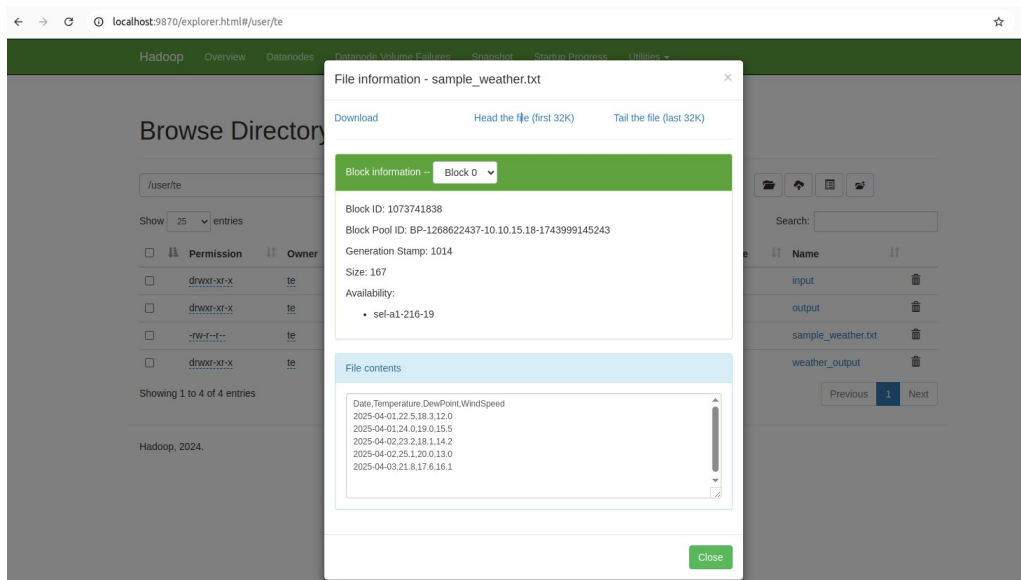 localhost:9870/explorer.html#/user/te
Hadoop Overview Datanodes Datanode Volume Failures Snapshot Startup Progress Utilities
File information - sample_weather.txt ×
Download Head the file (first 32K) Tail the file (last 32K)
Browse Directory
Block information -- Block 0
/user/te
Block ID: 1073741838
Show 25 entries
Search:
Block Pool ID: BP-1268622437-10.10.15.18-1743999145243
Generation Stamp: 1014
Permission Owner Name
Size: 167
drwxr-xr-x te input
Availability:
drwxr-xr-x te output
sel-a1-216-19
-rw-r--r-- te sample_weather.txt
drwxr-xr-x te weather_output
File contents
Showing 1 to 4 of 4 entries
Previous 1 Next
Date,Temperature,DewPoint,WindSpeed
2025-04-01,22.5,18.3,12.0
2025-04-01,24.0,19.0,15.5
2025-04-02,23.2,18.1,14.2
2025-04-02,25.1,20.0,13.0
2025-04-03,21.8,17.6,16.1
Hadoop, 2024.
Close